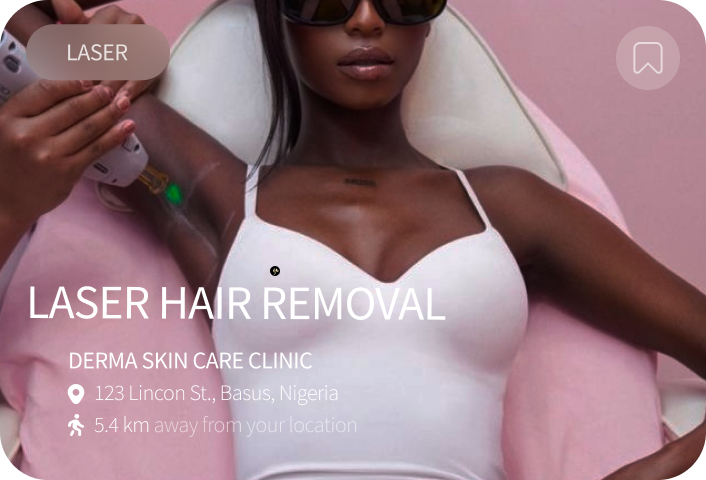 LASER
LASER HAIR REMOVAL
DERMA SKIN CARE CLINIC
123 Lincon St., Basus, Nigeria
5.4 km away from your location